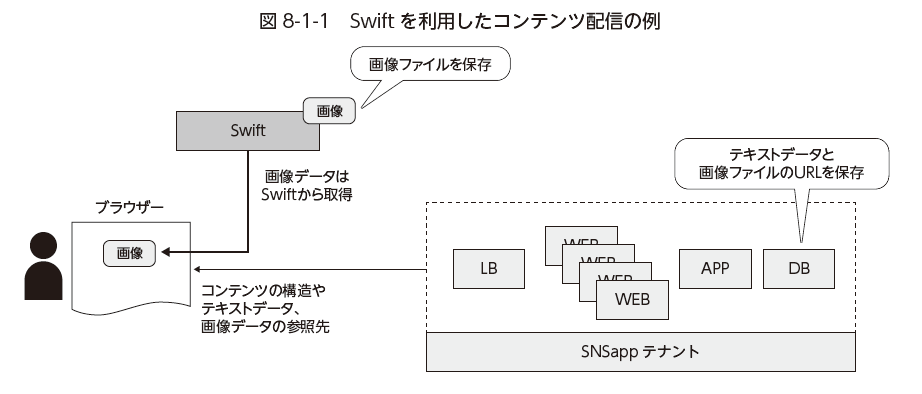 図 8-1-1　Swift を利用したコンテンツ配信の例
画像ファイルを保存
画像
Swift
画像データは
Swiftから取得
テキストデータと
画像ファイルのURLを保存
ブラウザー
画像
コンテンツの構造や
テキストデータ、
画像データの参照先
LB
WEB
WEB
WEB
WEB
APP
DB
SNSapp テナント